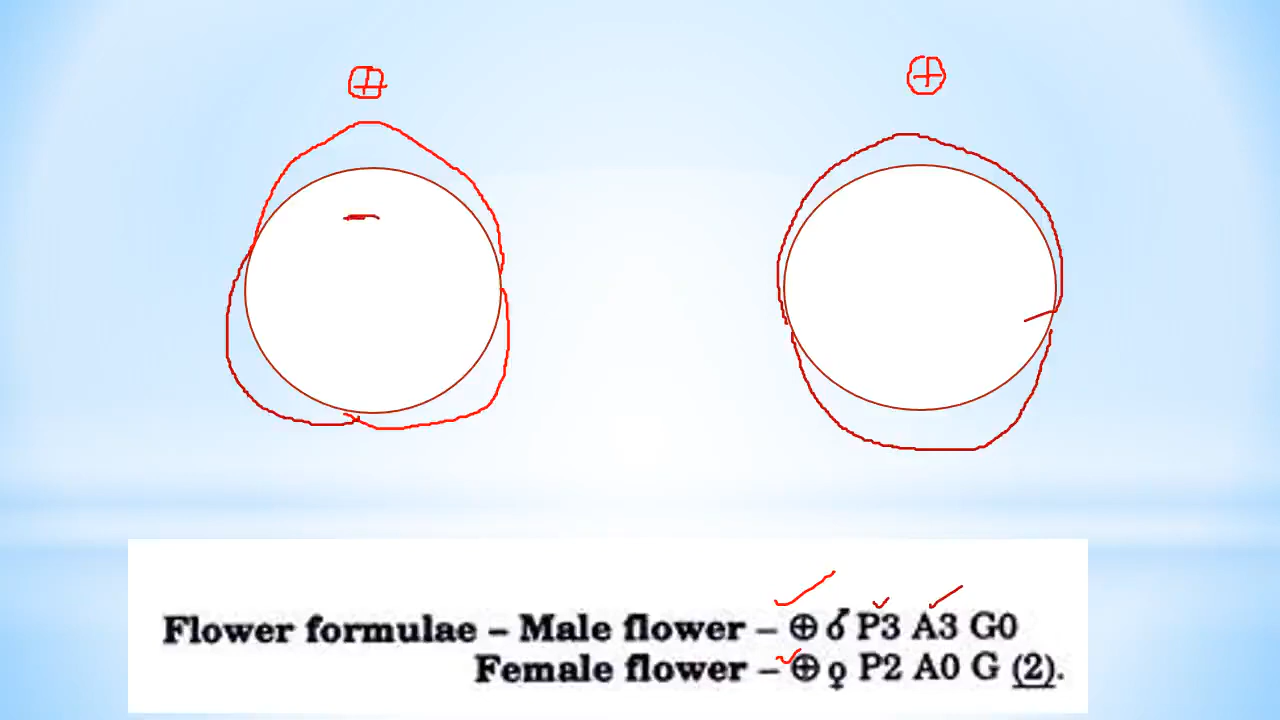 Flower formulae – Male flower – ⊕ ♂ P3 A3 G0
Female flower – ⊕ ♀ P2 A0 G (2).